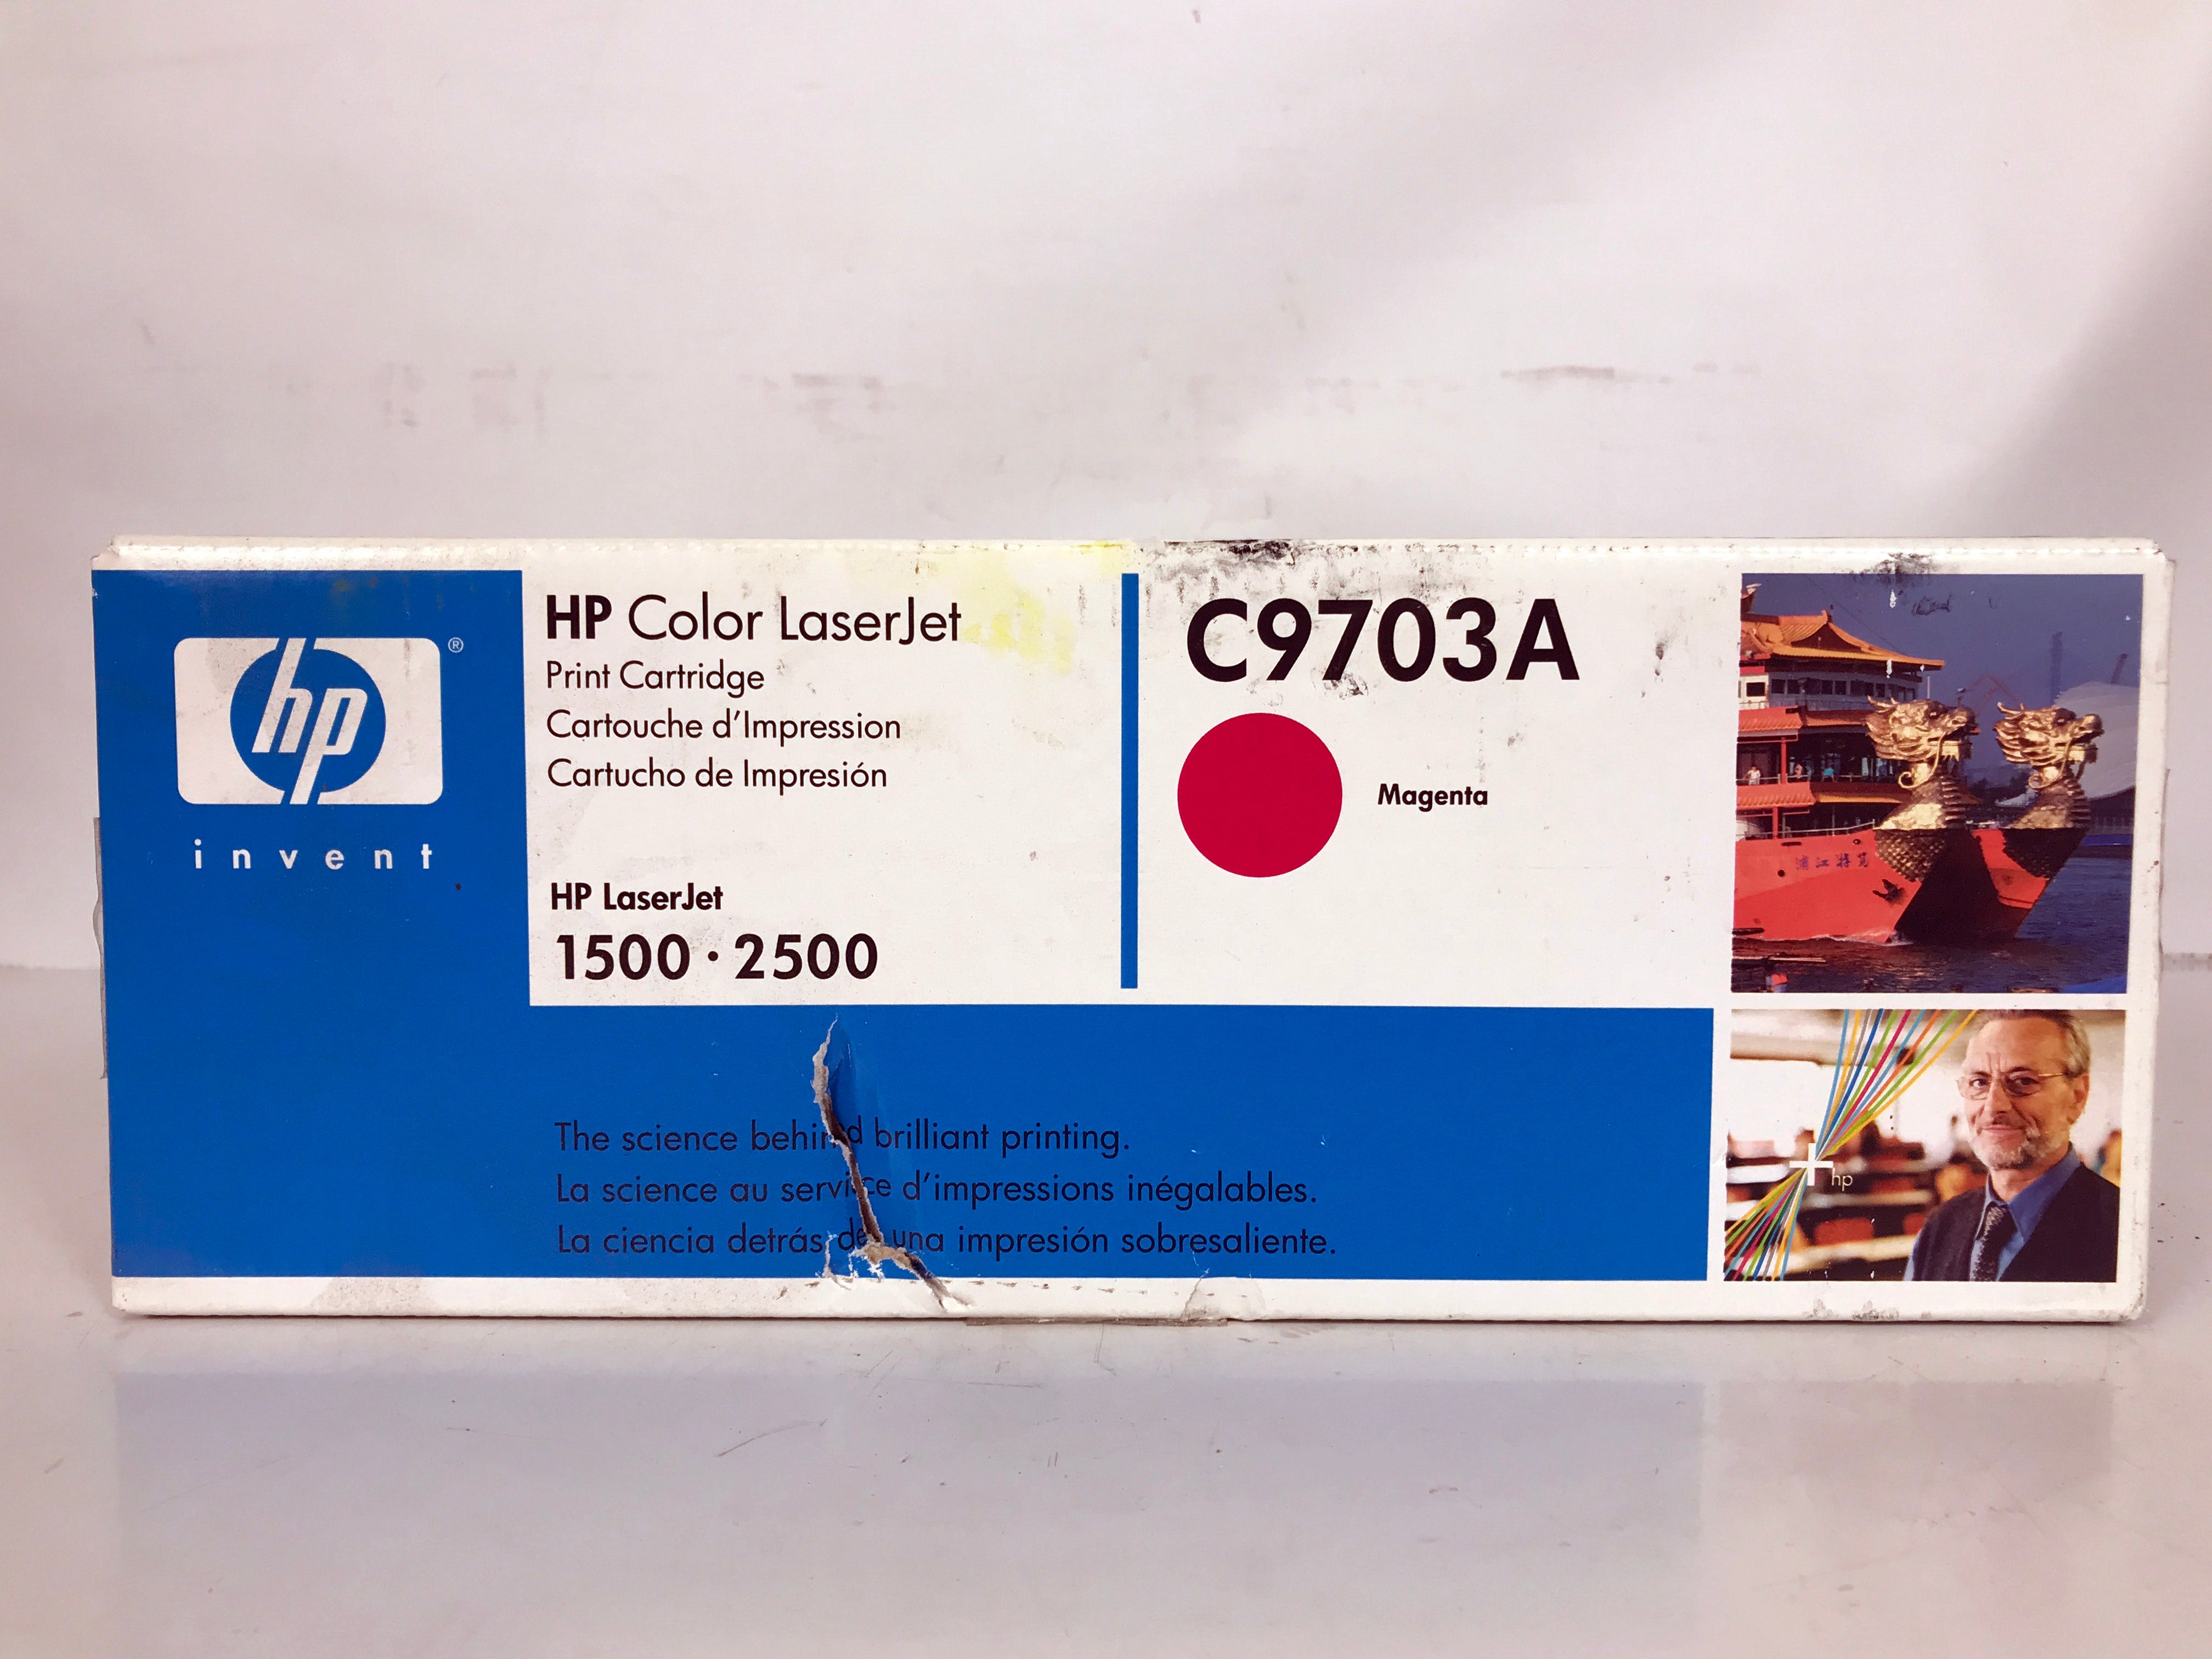 hp ®
invent
HP Color LaserJet
Print Cartridge
Cartouche d'Impression
Cartucho de Impresión
HP LaserJet
1500 · 2500
C9703A
Magenta
The science behind brilliant printing.
La science au service d'impressions inégalables.
La ciencia detrás de una impresión sobresaliente.
+hp